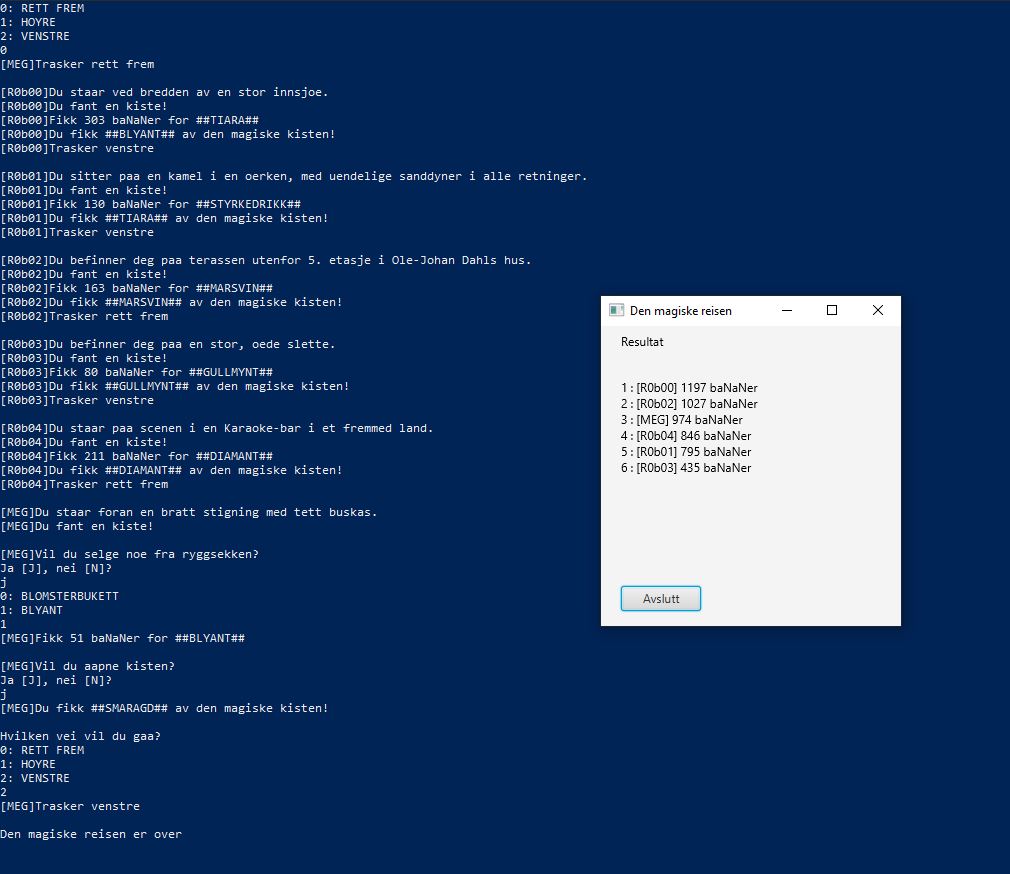 0: RETT FREM
1: HOYRE
2: VENSTRE
0
[MEG]Trasker rett frem
[R0b00]Du staar ved bredden av en stor innsjoe.
[R0b00]Du fant en kiste!
[R0b00]Fikk 303 baNaNer for ##TIARA##
[R0b00]Du fikk ##BLYANT## av den magiske kisten!
[R0b00]Trasker venstre
[R0b01]Du sitter paa en kamel i en oerken, med uendelige sanddyner i alle retninger.
[R0b01]Du fant en kiste!
[R0b01]Fikk 130 baNaNer for ##STYRKEDRIKK##
[R0b01]Du fikk ##TIARA## av den magiske kisten!
[R0b01]Trasker venstre
[R0b02]Du befinner deg paa terassen utenfor 5. etasje i Ole-Johan Dahls hus.
[R0b02]Du fant en kiste!
[R0b02]Fikk 163 baNaNer for ##MARSVIN##
[R0b02]Du fikk ##MARSVIN## av den magiske kisten!
[R0b02]Trasker rett frem
[R0b03]Du befinner deg paa en stor, oede slette.
[R0b03]Du fant en kiste!
[R0b03]Fikk 80 baNaNer for ##GULLMYNT##
[R0b03]Du fikk ##GULLMYNT## av den magiske kisten!
[R0b03]Trasker venstre
[R0b04]Du staar paa scenen i en Karaoke-bar i et fremmed land.
[R0b04]Du fant en kiste!
[R0b04]Fikk 211 baNaNer for ##DIAMANT##
[R0b04]Du fikk ##DIAMANT## av den magiske kisten!
[R0b04]Trasker rett frem
[MEG]Du staar foran en bratt stigning med tett buskas.
[MEG]Du fant en kiste!
[MEG]Vil du selge noe fra ryggsekken?
Ja [J], nei [N]?
j
0: BLOMSTERBUKETT
1: BLYANT
1
[MEG]Fikk 51 baNaNer for ##BLYANT##
[MEG]Vil du aapne kisten?
Ja [J], nei [N]?
j
[MEG]Du fikk ##SMARAGD## av den magiske kisten!
Hvilken vei vil du gaa?
0: RETT FREM
1: HOYRE
2: VENSTRE
2
[MEG]Trasker venstre
Den magiske reisen er over
Den magiske reisen
Resultat
1 : [R0b00] 1197 baNaNer
2 : [R0b02] 1027 baNaNer
3 : [MEG] 974 baNaNer
4 : [R0b04] 846 baNaNer
5 : [R0b01] 795 baNaNer
6 : [R0b03] 435 baNaNer
Avslutt